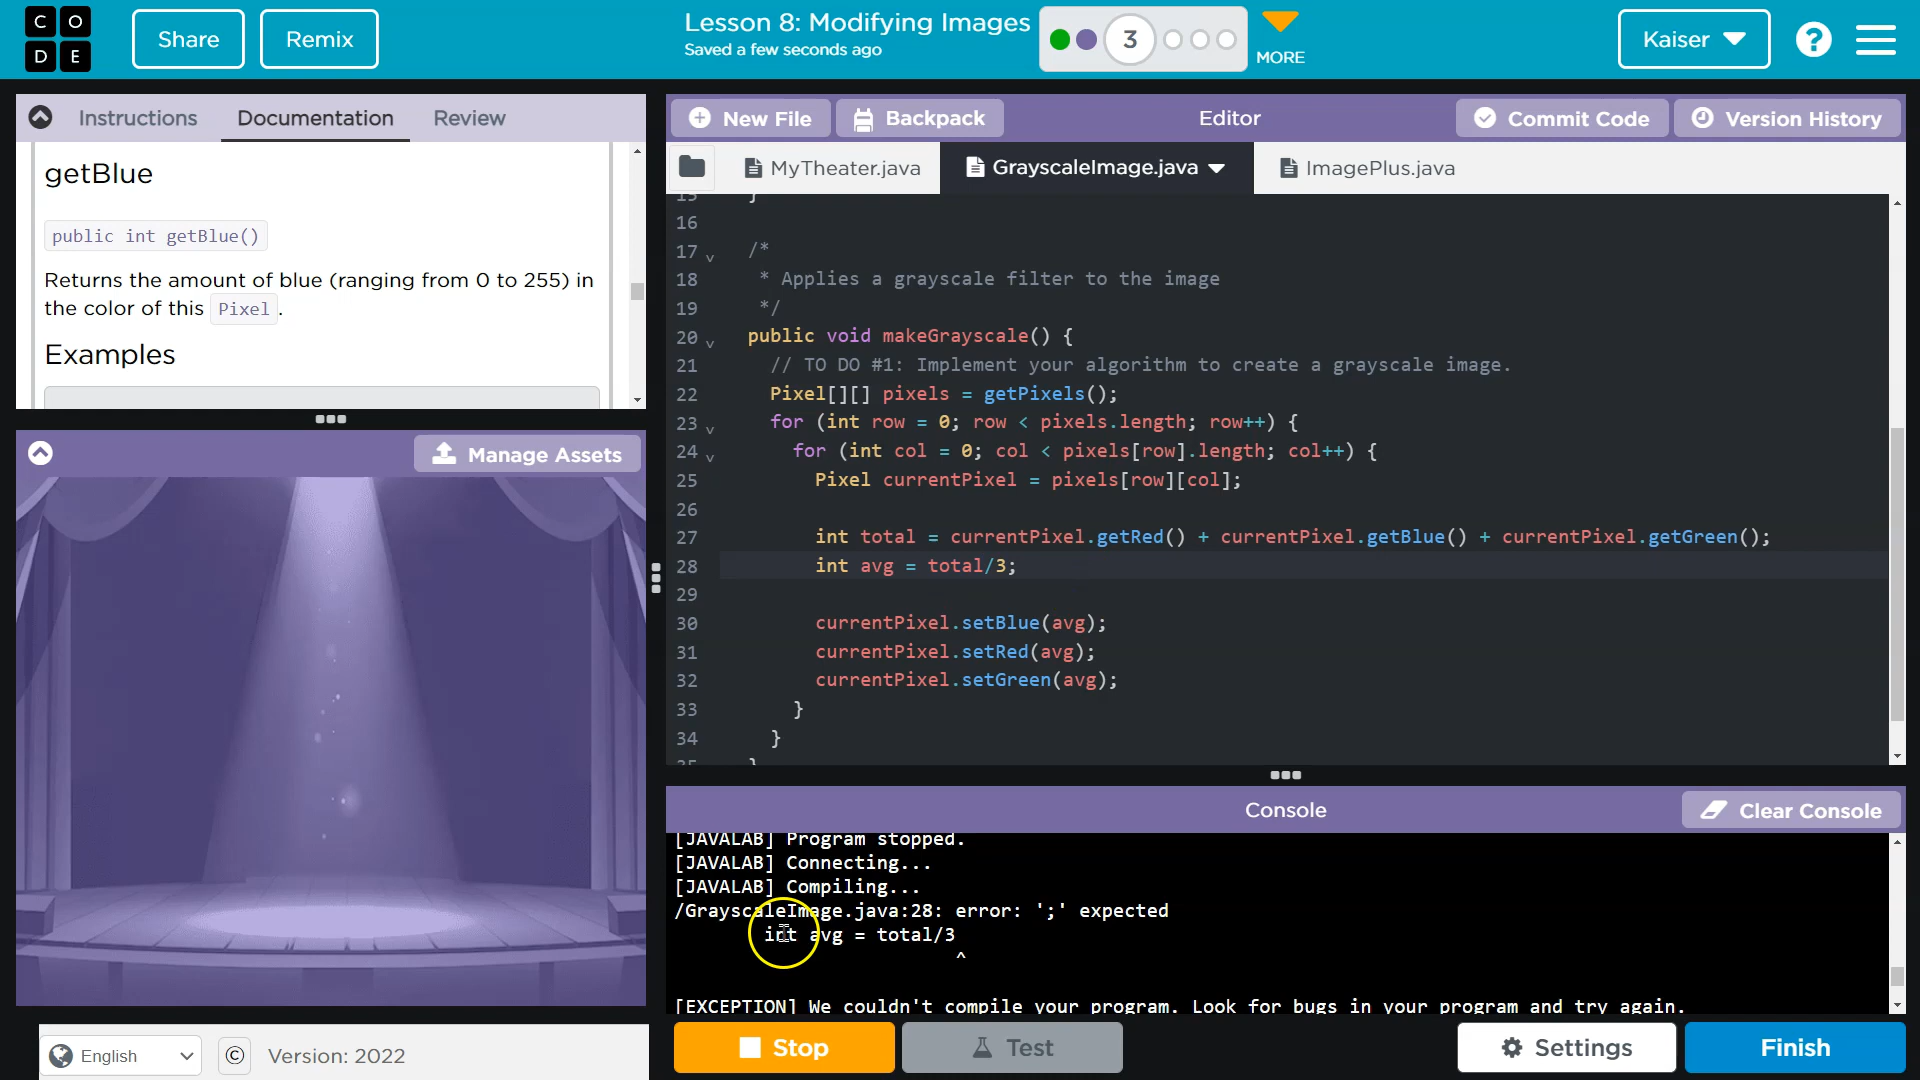 C O
D E
Share
Remix
Lesson 8: Modifying Images
Saved a few seconds ago
3
MORE
Kaiser
?
Instructions
Documentation
Review
getBlue
public int getBlue()
Returns the amount of blue (ranging from 0 to 255) in
the color of this Pixel.
Examples
Manage Assets
New File
Backpack
Editor
Commit Code
Version History
MyTheater.java
GrayscaleImage.java
ImagePlus.java
15 }
16
17 /*
18 * Applies a grayscale filter to the image
19 */
20 public void makeGrayscale() {
21 // TO DO #1: Implement your algorithm to create a grayscale image.
22 Pixel[][] pixels = getPixels();
23 for (int row = 0; row < pixels.length; row++) {
24 for (int col = 0; col < pixels[row].length; col++) {
25 Pixel currentPixel = pixels[row][col];
26
27 int total = currentPixel.getRed() + currentPixel.getBlue() + currentPixel.getGreen();
28 int avg = total/3;
29
30 currentPixel.setBlue(avg);
31 currentPixel.setRed(avg);
32 currentPixel.setGreen(avg);
33 }
34 }
35 }
Console
Clear Console
[JAVALAB] Program stopped.
[JAVALAB] Connecting...
[JAVALAB] Compiling...
/GrayscaleImage.java:28: error: ';' expected
int avg = total/3
^
[EXCEPTION] We couldn't compile your program. Look for bugs in your program and try again.
Stop
Test
Settings
Finish
English
©
Version: 2022